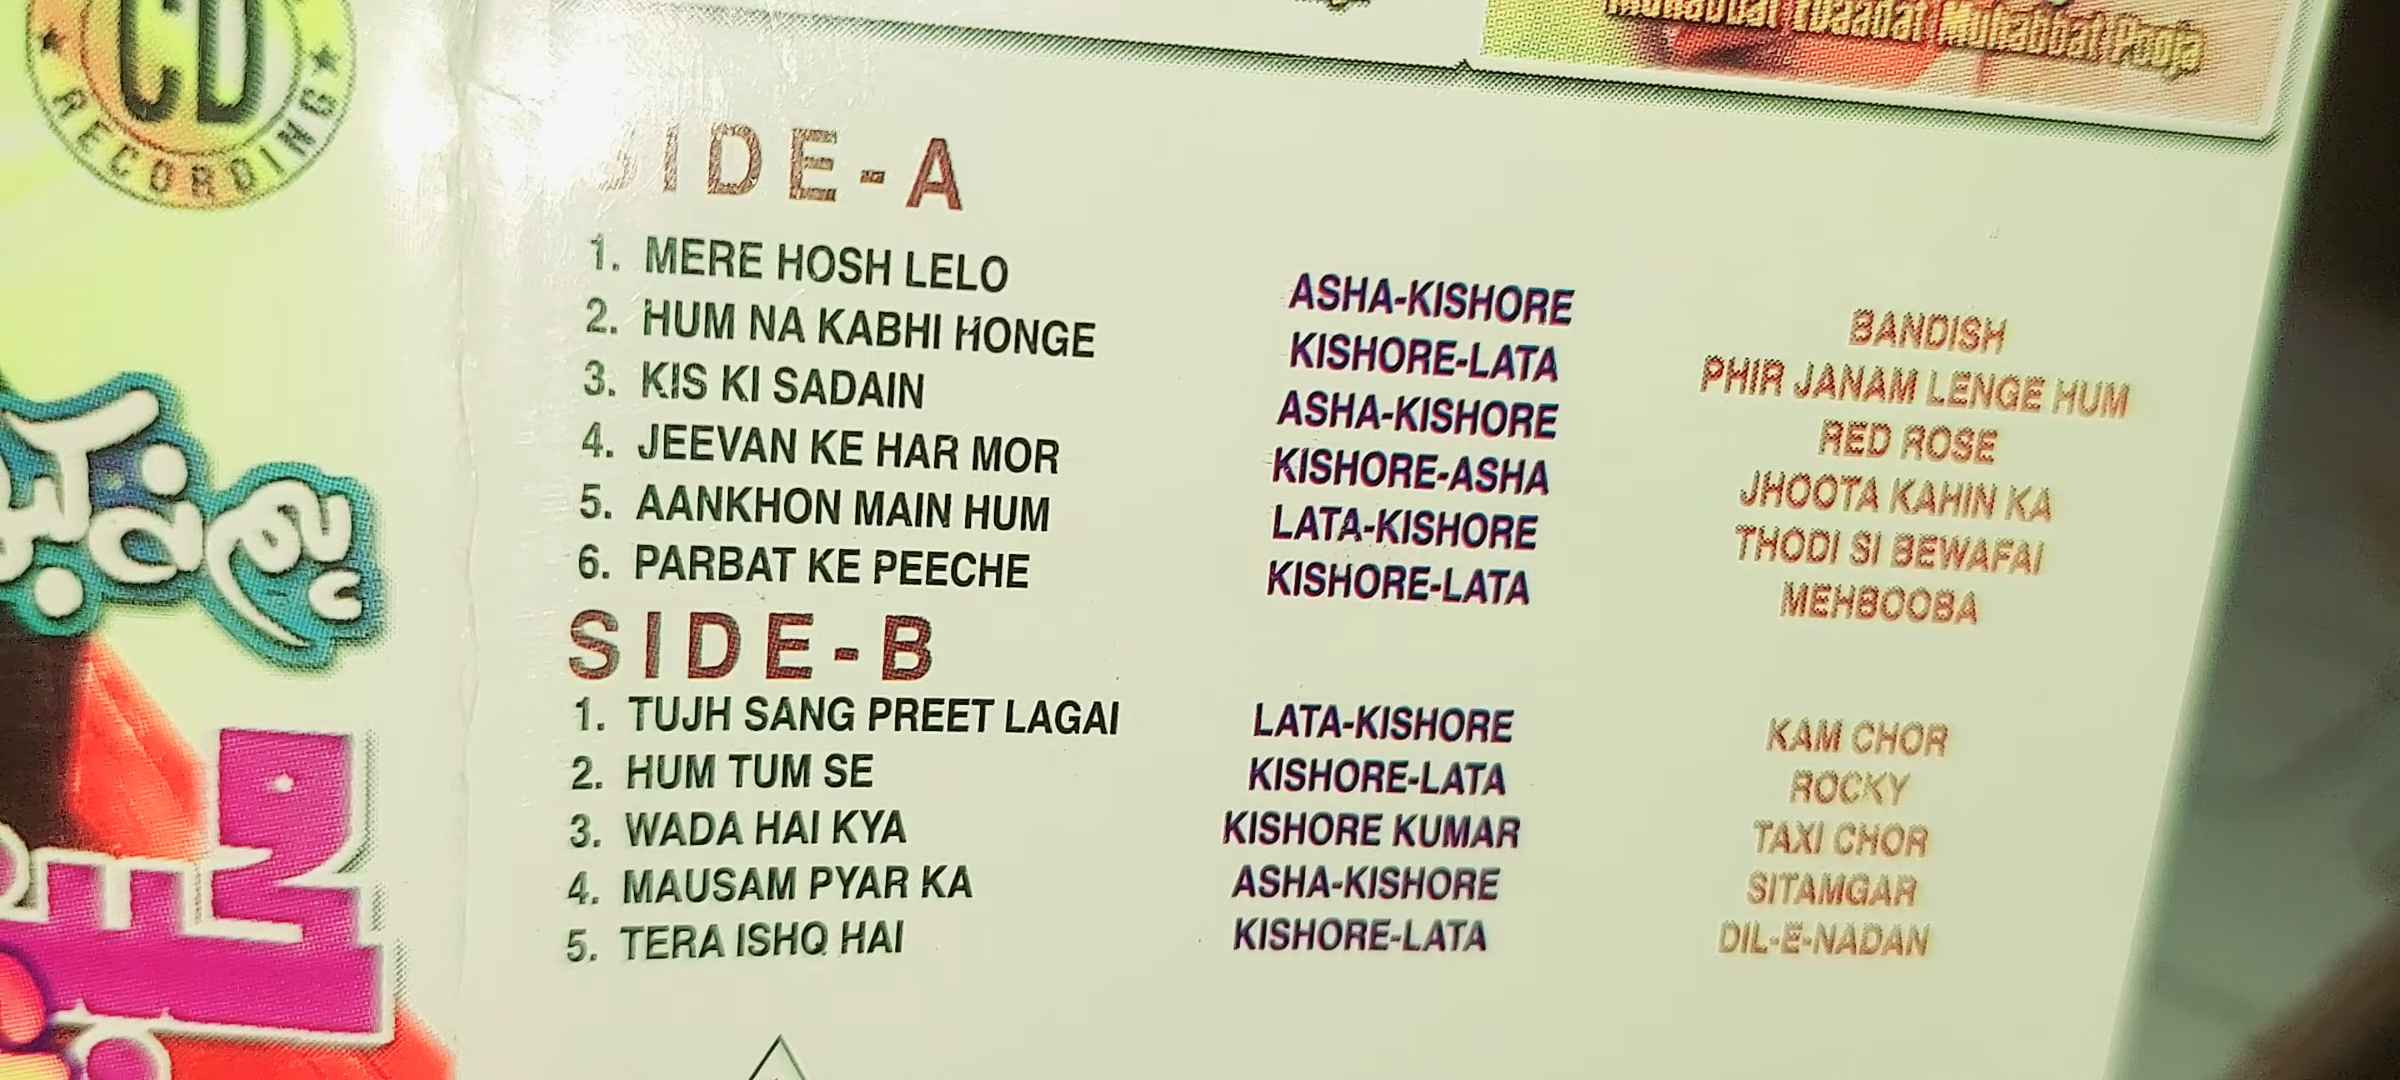 CD
RECORDING
Muhabbat Ibaadat Muhabbat Pooja
SIDE-A
1. MERE HOSH LELO ASHA-KISHORE BANDISH
2. HUM NA KABHI HONGE KISHORE-LATA PHIR JANAM LENGE HUM
3. KIS KI SADAIN ASHA-KISHORE RED ROSE
4. JEEVAN KE HAR MOR KISHORE-ASHA JHOOTA KAHIN KA
5. AANKHON MAIN HUM LATA-KISHORE THODI SI BEWAFAI
6. PARBAT KE PEECHE KISHORE-LATA MEHBOOBA
SIDE-B
1. TUJH SANG PREET LAGAI LATA-KISHORE KAM CHOR
2. HUM TUM SE KISHORE-LATA ROCKY
3. WADA HAI KYA KISHORE KUMAR TAXI CHOR
4. MAUSAM PYAR KA ASHA-KISHORE SITAMGAR
5. TERA ISHQ HAI KISHORE-LATA DIL-E-NADAN